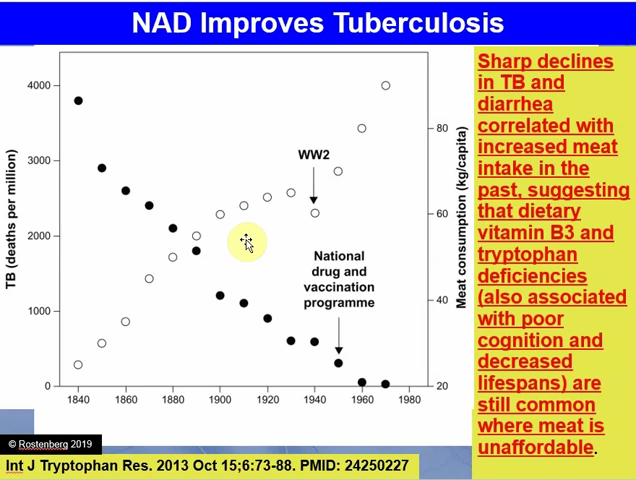 NAD Improves Tuberculosis
TB (deaths per million)
4000
3000
2000
1000
0
WW2
National
drug and
vaccination
programme
80
60
40
20
Meat consumption (kg/capita)
1840
1860
1880
1900
1920
1940
1960
1980
Sharp declines
in TB and
diarrhea
correlated with
increased meat
intake in the
past, suggesting
that dietary
vitamin B3 and
tryptophan
deficiencies
(also associated
with poor
cognition and
decreased
lifespans) are
still common
where meat is
unaffordable.
© Rostenberg 2019
Int J Tryptophan Res. 2013 Oct 15;6:73-88. PMID: 24250227